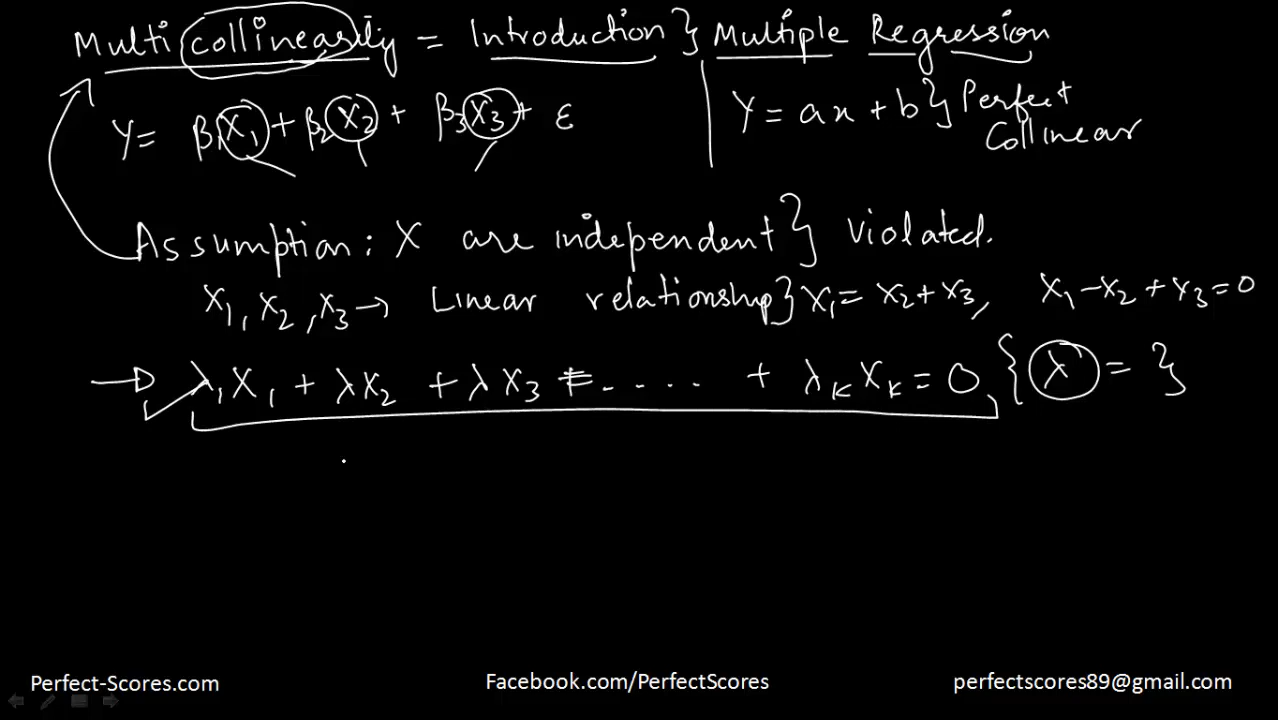 Multicollinearity = Introduction } Multiple Regression
Y = β1X1 + β2X2 + β3X3 + ε
Y = ax + b } Perfect Collinear
Assumption: X are independent } violated.
X1, X2, X3 → Linear relationship } X1 = X2 + X3, X1 - X2 + X3 = 0
→ λ1X1 + λX2 + λX3 + .... + λKXK = 0 { λ = }
Perfect-Scores.com
Facebook.com/PerfectScores
perfectscores89@gmail.com